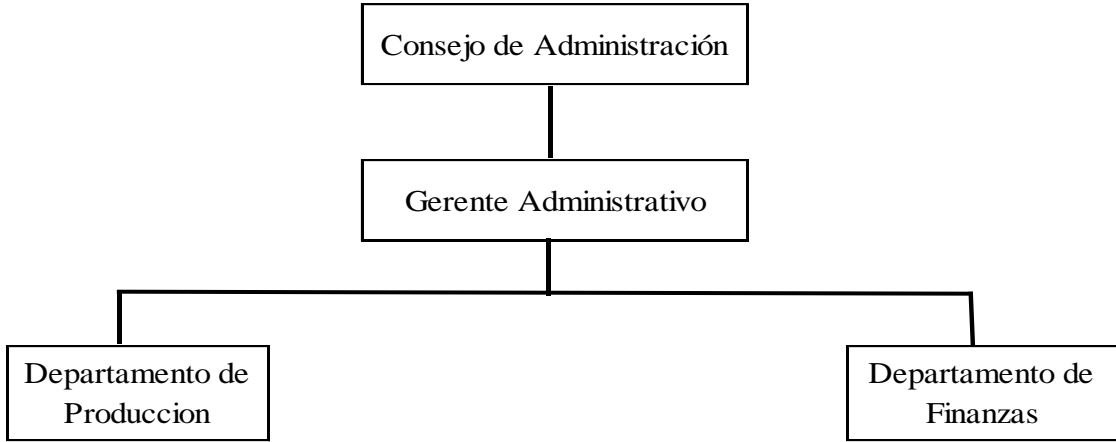 Consejo de Administración
Gerente Administrativo
Departamento de
Produccion
Departamento de
Finanzas